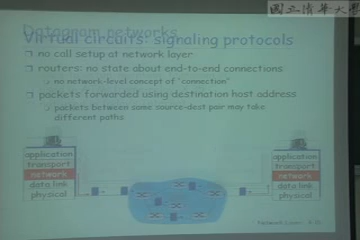 國立清華大學
Datagram networks
Virtual circuits: signaling protocols
no call setup at network layer
routers: no state about end-to-end connections
no network-level concept of "connection"
packets forwarded using destination host address
packets between some source-dest pair may take
different paths
application
transport
network
data link
physical
application
transport
network
data link
physical
Network Layer